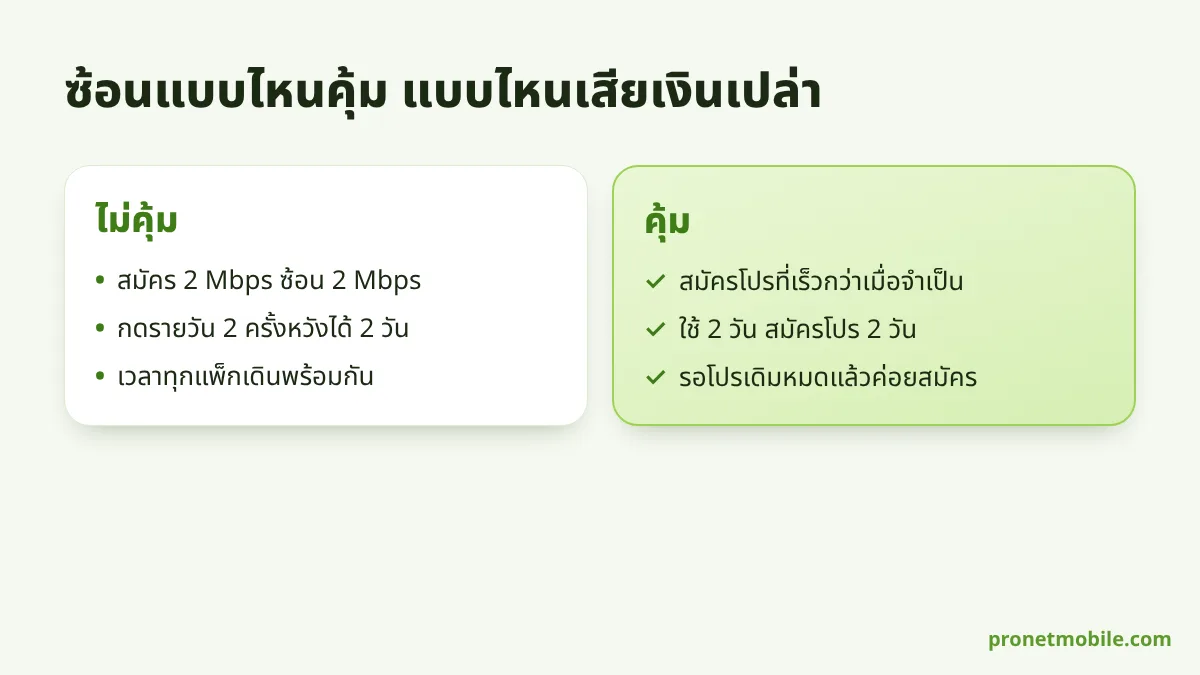 ซ้อนแบบไหนคุ้ม แบบไหนเสียเงินเปล่า
ไม่คุ้ม
• สมัคร 2 Mbps ซ้อน 2 Mbps
• กดรายวัน 2 ครั้งหวังได้ 2 วัน
• เวลาทุกแพ็กเดินพร้อมกัน
คุ้ม
✓ สมัครโปรที่เร็วกว่าเมื่อจำเป็น
✓ ใช้ 2 วัน สมัครโปร 2 วัน
✓ รอโปรเดิมหมดแล้วค่อยสมัคร
pronetmobile.com